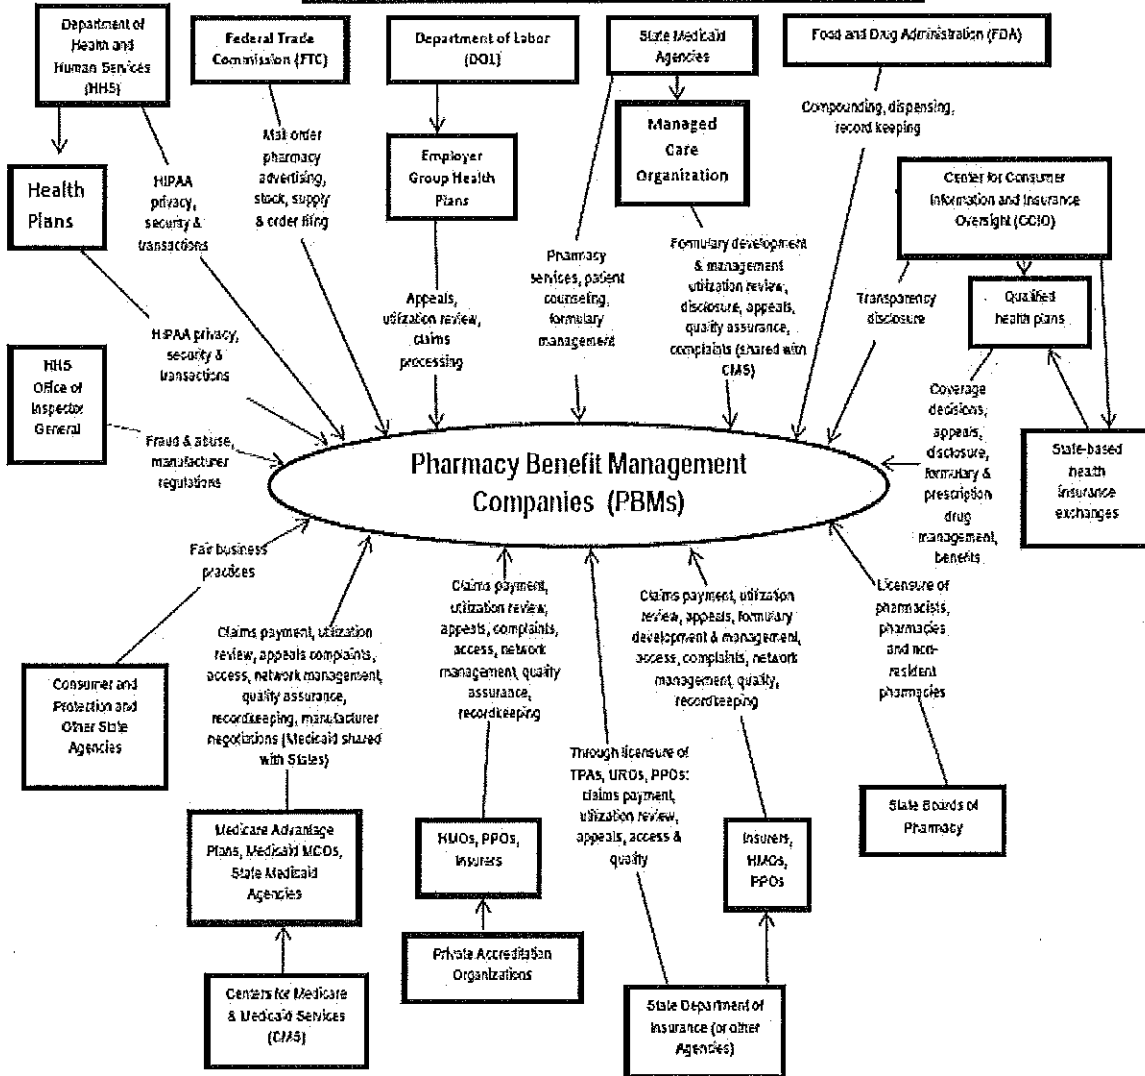 Department of
Health and
Human Services
(HHS)
Federal Trade
Commission (FTC)
Department of Labor
(DOL)
State Medicaid
Agencies
Food and Drug Administration (FDA)
Health
Plans
HIPAA
privacy,
security &
transactions
Mail order
pharmacy
advertising,
stock, supply
& order filing
Employer
Group Health
Plans
Managed
Care
Organization
Compounding, dispensing,
record keeping
Center for Consumer
Information and Insurance
Oversight (CCIO)
Qualified
health plans
HIPAA privacy,
security &
transactions
Appeals,
utilization review,
claims
processing
Pharmacy
services, patient
counseling,
formulary
management
Formulary development
& management
utilization review,
disclosure, appeals,
quality assurance,
complaints (shared with
CMS)
Transparency
disclosure
HHS
Office of
Inspector
General
Fraud & abuse,
manufacturer
regulations
Coverage
decisions,
appeals,
disclosure,
formulary &
prescription
drug
management,
benefits
State-based
health
insurance
exchanges
Pharmacy Benefit Management
Companies (PBMs)
Fair business
practices
Consumer and
Protection and
Other State
Agencies
Claims payment, utilization
review, appeals complaints,
access, network management,
quality assurance,
recordkeeping, manufacturer
negotiations (Medicaid shared
with States)
Claims payment,
utilization review,
appeals, complaints,
access, network
management, quality
assurance,
recordkeeping
Through licensure of
TPAs, UROs, PPOs:
claims payment,
utilization review,
appeals, access &
quality
Claims payment, utilization
review, appeals, formulary
development & management,
access, complaints, network
management, quality,
recordkeeping
Licensure of
pharmacists,
pharmacies
and non-
resident
pharmacies
Medicare Advantage
Plans, Medicaid MCOs,
State Medicaid
Agencies
HMOs, PPOs,
Insurers
Insurers,
HMOs,
PPOs
State Boards of
Pharmacy
Centers for Medicare
& Medicaid Services
(CMS)
Private Accreditation
Organizations
State Department of
Insurance (or other
Agencies)